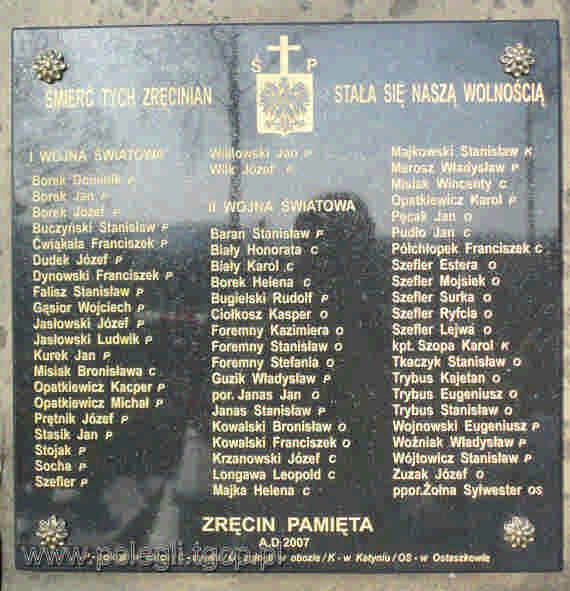 Ś P
ŚMIERĆ TYCH ZRĘCINIAN
STAŁA SIĘ NASZĄ WOLNOŚCIĄ
I WOJNA ŚWIATOWA
Borek Dominik P
Borek Jan P
Borek Józef P
Buczyński Stanisław P
Ćwiąkała Franciszek P
Dudek Józef P
Dynowski Franciszek P
Falisz Stanisław P
Gęsior Wojciech P
Jasłowski Józef P
Jasłowski Ludwik P
Kurek Jan P
Misiak Bronisława C
Opatkiewicz Kacper P
Opatkiewicz Michał P
Prętnik Józef P
Stasik Jan P
Stojak P
Socha P
Szefler P
Jan P
Wilk Józef P
II WOJNA ŚWIATOWA
Baran Stanisław P
Biały Honorata C
Biały Karol C
Borek Helena C
Bugielski Rudolf P
Ciołkosz Kasper O
Foremny Kazimiera O
Foremny Stanisław O
Foremny Stefania O
Guzik Władysław P
por. Janas Jan O
Janas Stanisław P
Kowalski Bronisław O
Kowalski Franciszek O
Krzanowski Józef C
Longawa Leopold C
Majka Helena C
Majkowski Stanisław K
Marosz Władysław P
Misiak Wincenty C
Opatkiewicz Karol P
Pęcak Jan O
Pudło Jan C
Półchłopek Franciszek C
Szefler Estera O
Szefler Mojsiek O
Szefler Surka O
Szefler Ryfcia O
Szefler Lejwa O
kpt. Szopa Karol K
Tkaczyk Stanisław O
Trybus Kajetan O
Trybus Eugeniusz O
Trybus Stanisław O
Wojnowski Eugeniusz P
Woźniak Władysław P
Wójtowicz Stanisław P
Zuzak Józef O
ppor.Żołna Sylwester OS
ZRĘCIN PAMIĘTA
A.D.2007
w obozie / K - w Katyniu / OS - w Ostaszkowie
www.polegli.tgcp.pl